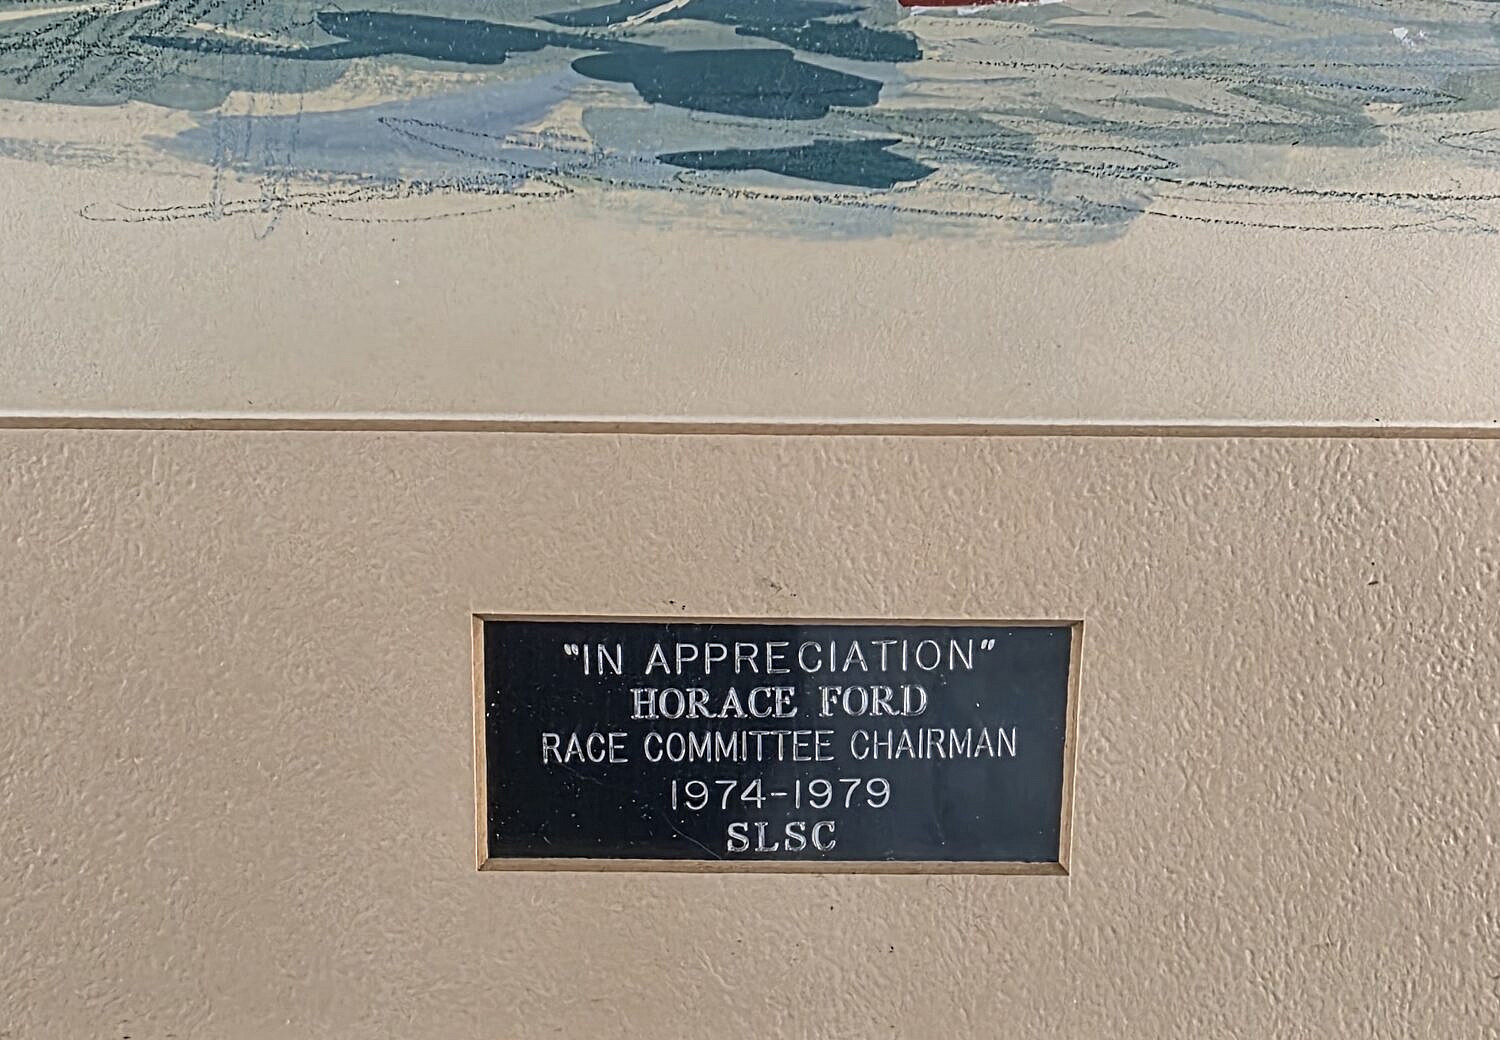 "IN APPRECIATION"
HORACE FORD
RACE COMMITTEE CHAIRMAN
1974-1979
SLSC